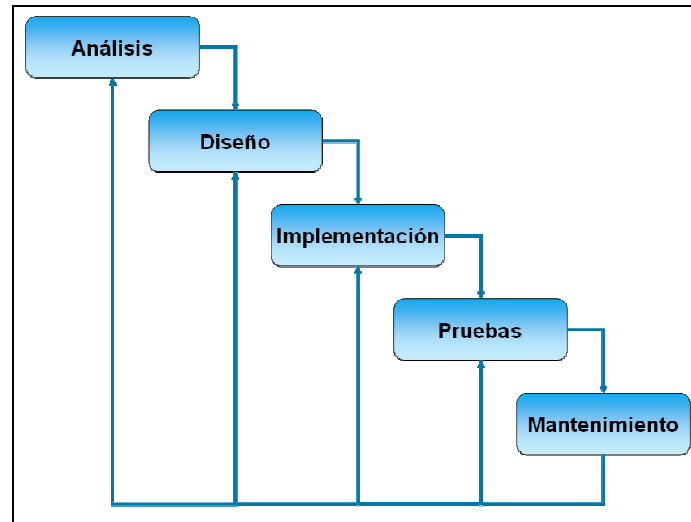 Análisis
Diseño
Implementación
Pruebas
Mantenimiento